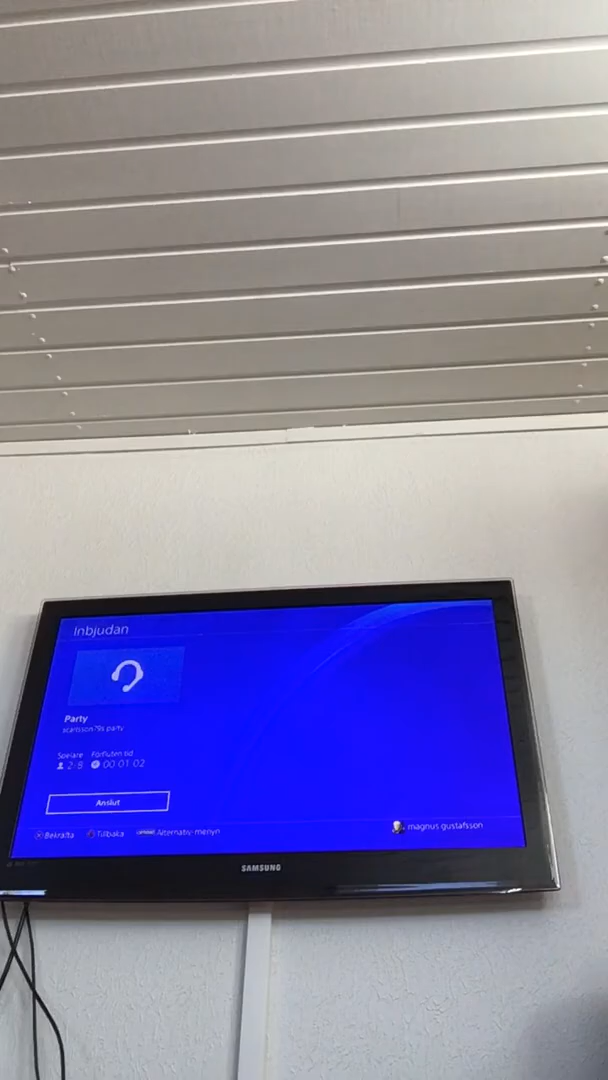 Inbjudan
Party
scarlsson79s party
Spelare Förfluten tid
2/8 00:01:02
Anslut
Bekräfta Tillbaka OPTIONS Alternativ-menyn
magnus gustafsson
SAMSUNG